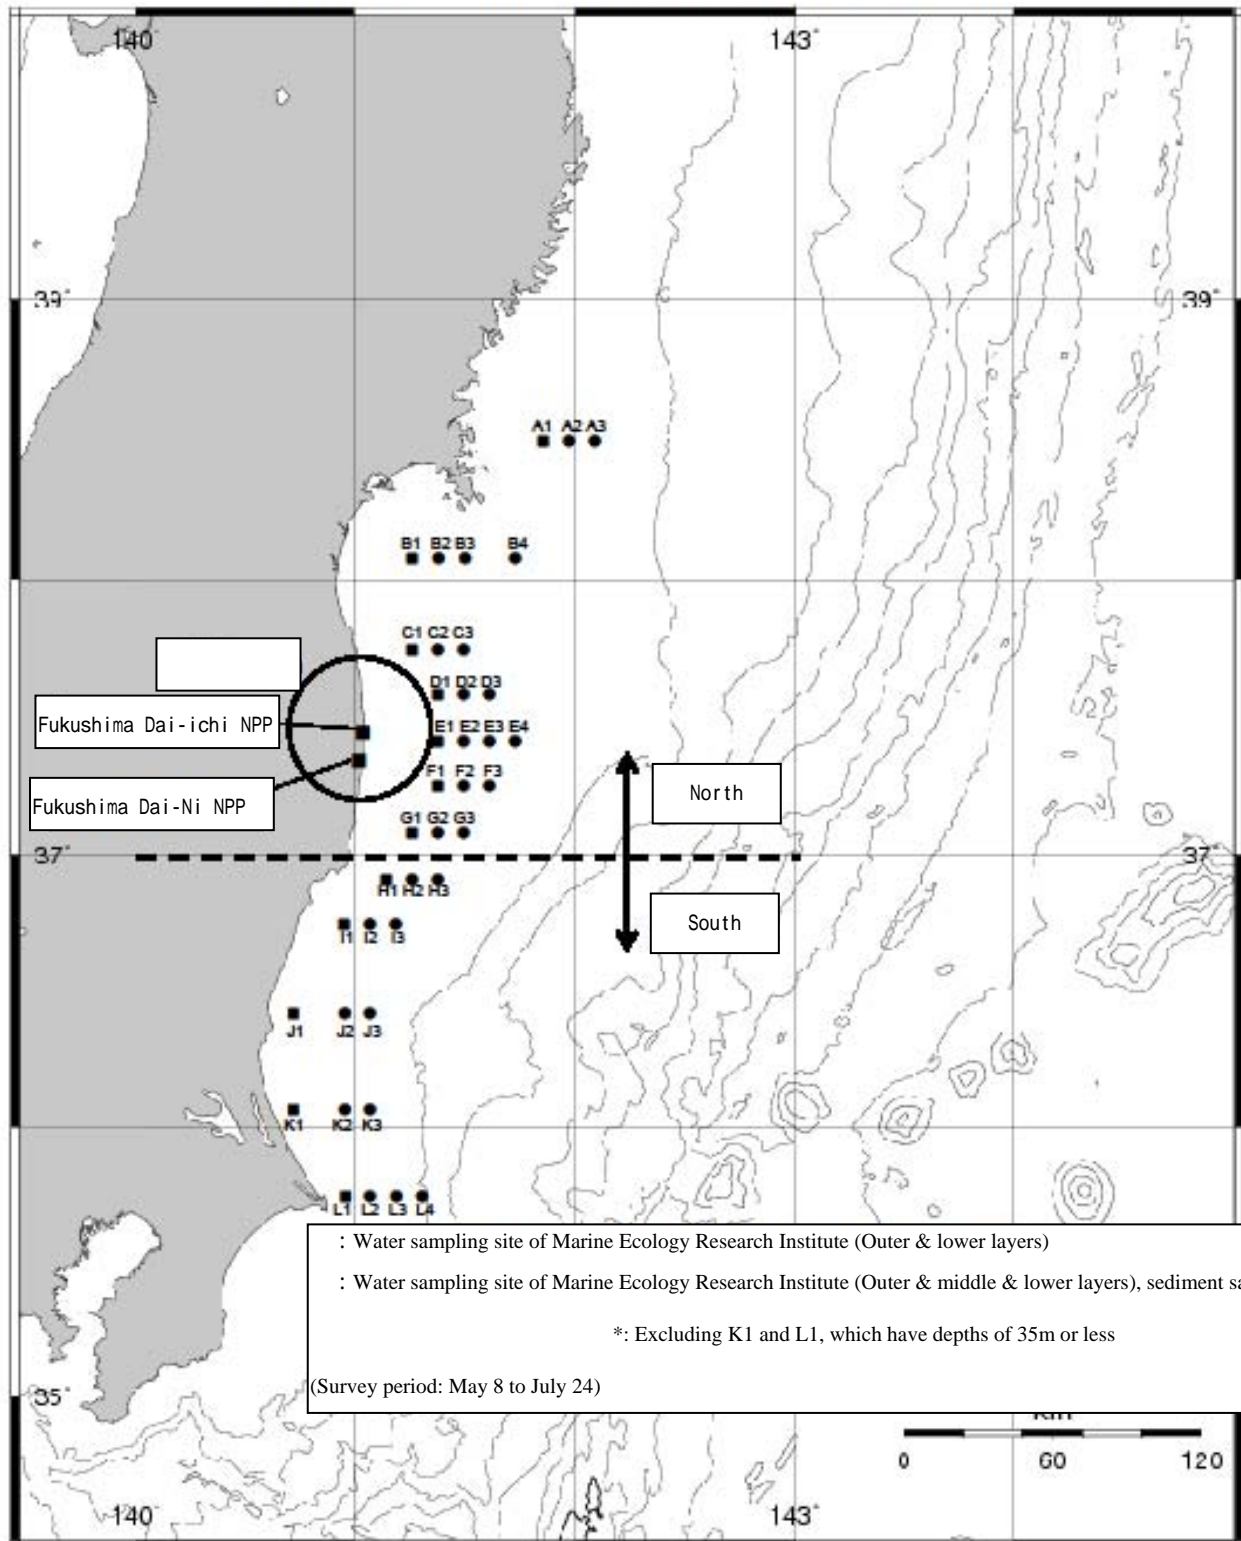 140° 143°
39° 39°
A1 A2 A3
B1 B2 B3 B4
C1 C2 C3
D1 D2 D3
Fukushima Dai-ichi NPP
E1 E2 E3 E4
F1 F2 F3
North
Fukushima Dai-Ni NPP
G1 G2 G3
37° 37°
H1 H2 H3
South
I1 I2 I3
J1 J2 J3
K1 K2 K3
L1 L2 L3 L4
: Water sampling site of Marine Ecology Research Institute (Outer & lower layers)
: Water sampling site of Marine Ecology Research Institute (Outer & middle & lower layers), sediment sa
*: Excluding K1 and L1, which have depths of 35m or less
(Survey period: May 8 to July 24)
35°
km
0 60 120
140° 143°